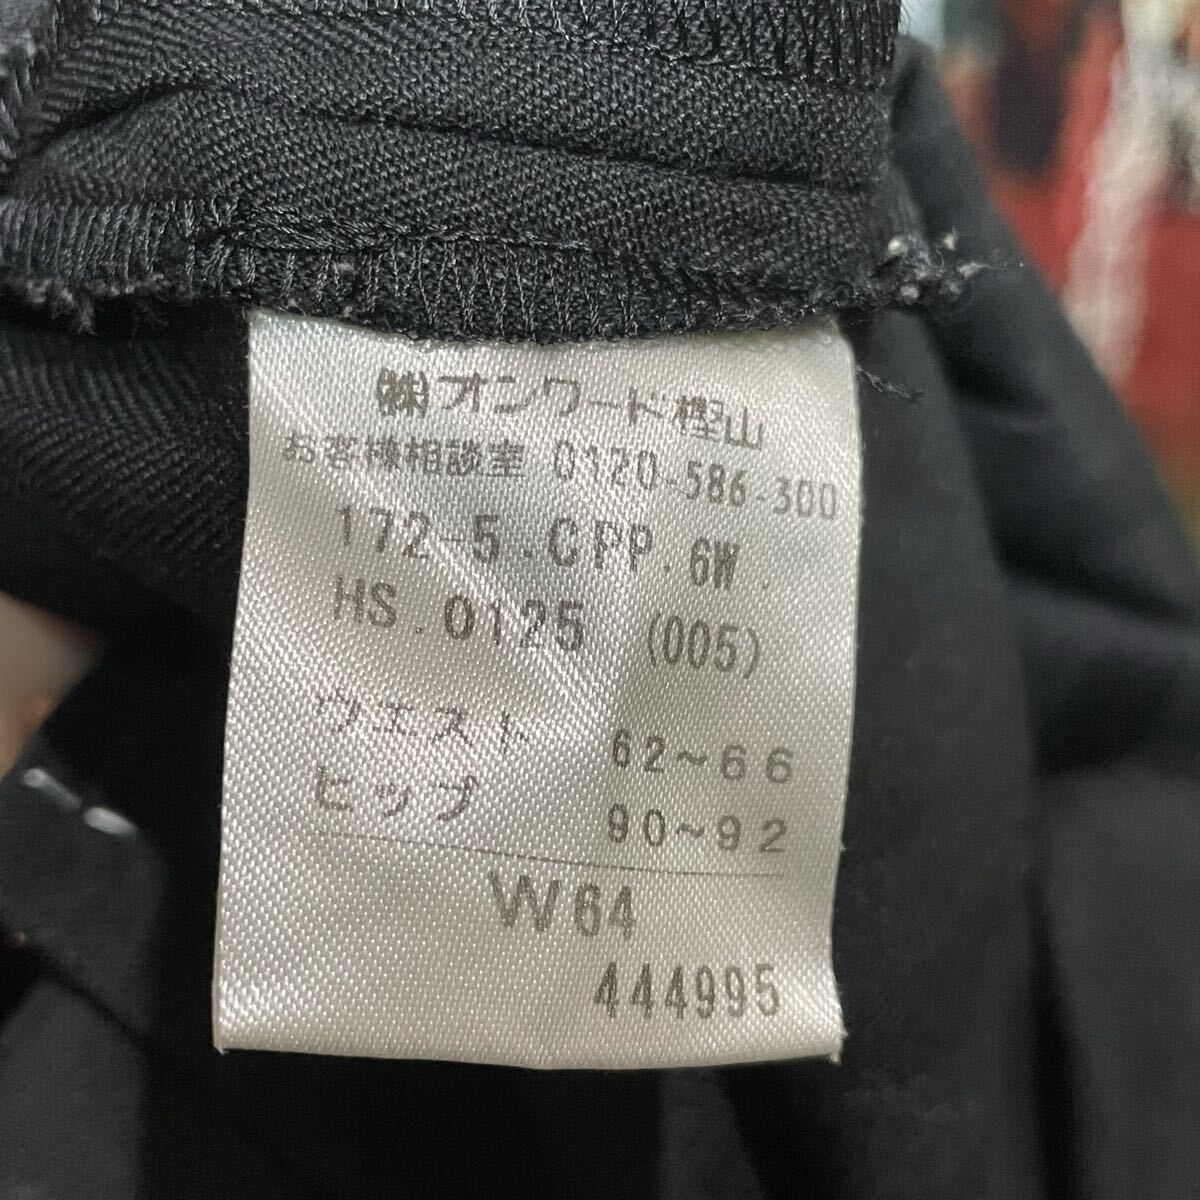 ㈱オンワード樫山
お客様相談室 0120-586-300
172-5.CPP.6W.
HS.0125 (005)
ウエスト 62~66
ヒップ 90~92
W64
444995